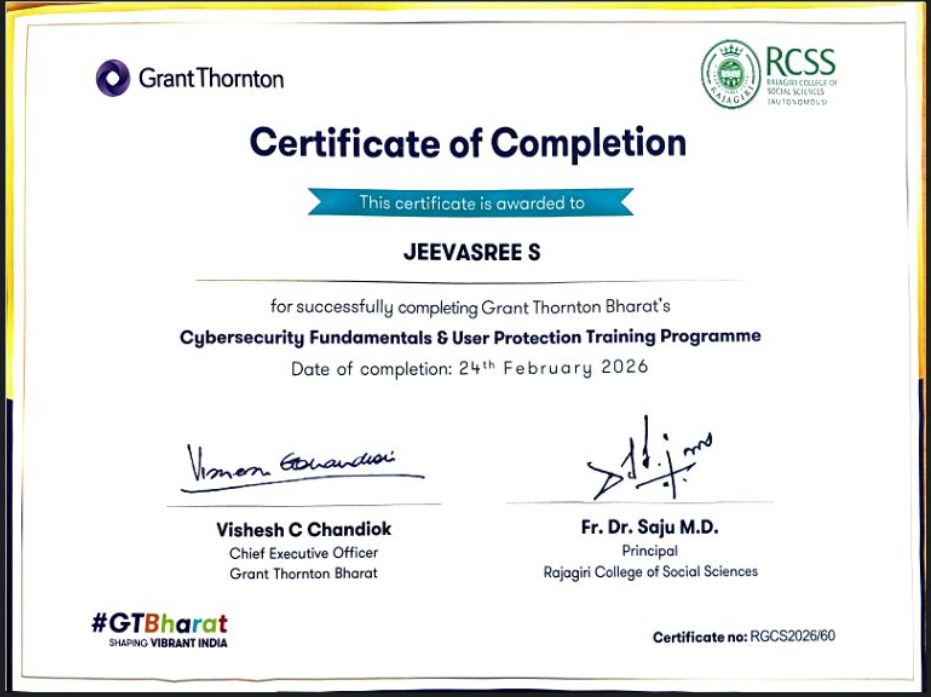 Grant Thornton
RAJAGIRI
RCSS
RAJAGIRI COLLEGE OF
SOCIAL SCIENCES
(AUTONOMOUS)
Certificate of Completion
This certificate is awarded to
JEEVASREE S
for successfully completing Grant Thornton Bharat's
Cybersecurity Fundamentals & User Protection Training Programme
Date of completion: 24th February 2026
Vishesh C Chandiok
Chief Executive Officer
Grant Thornton Bharat
Fr. Dr. Saju M.D.
Principal
Rajagiri College of Social Sciences
#GTBharat
SHAPING VIBRANT INDIA
Certificate no: RGCS2026/60